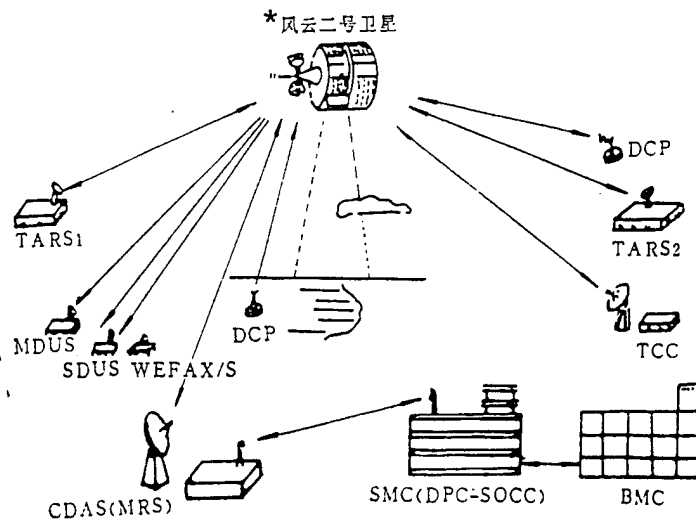 *风云二号卫星
DCP
TARS1
TARS2
DCP
MDUS
TCC
SDUS WEFAX/S
CDAS(MRS)
SMC(DPC-SOCC)
BMC